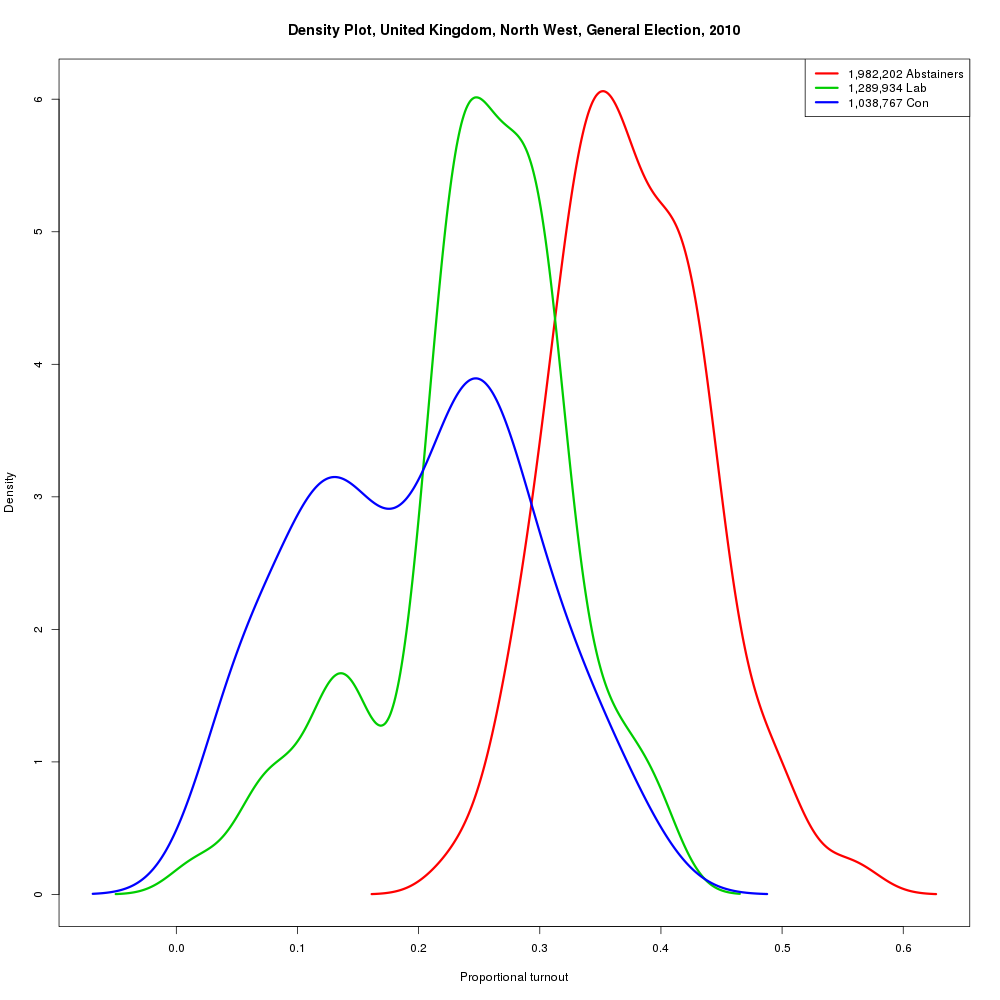 Density Plot, United Kingdom, North West, General Election, 2010
1,982,202 Abstainers
1,289,934 Lab
1,038,767 Con
Density
6
5
4
3
2
1
0
0.0 0.1 0.2 0.3 0.4 0.5 0.6
Proportional turnout